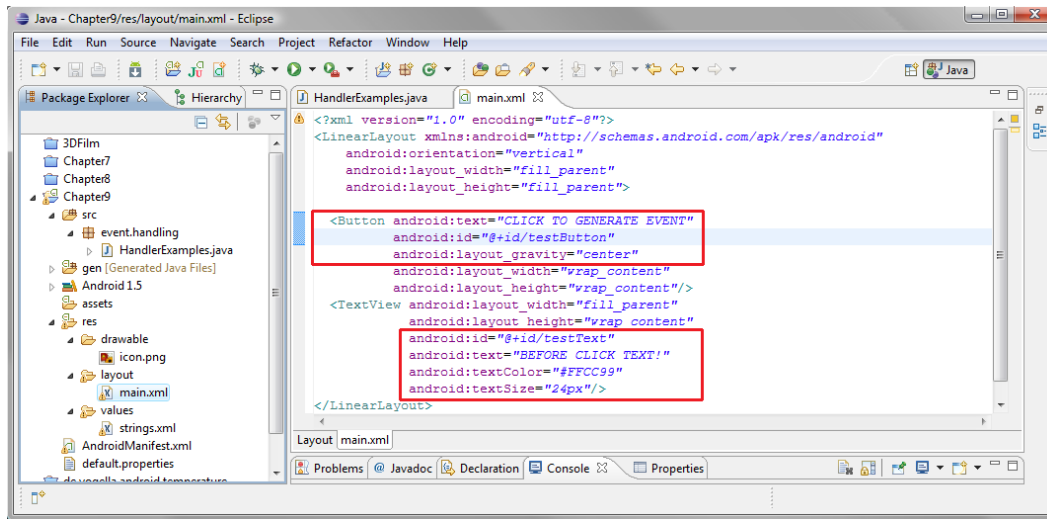 Java - Chapter9/res/layout/main.xml - Eclipse
File Edit Run Source Navigate Search Project Refactor Window Help
Java
Package Explorer
Hierarchy
3DFilm
Chapter7
Chapter8
Chapter9
src
event.handling
HandlerExamples.java
gen [Generated Java Files]
Android 1.5
assets
res
drawable
icon.png
layout
main.xml
values
strings.xml
AndroidManifest.xml
default.properties
de.vogella.android.temperature
HandlerExamples.java
main.xml
<?xml version="1.0" encoding="utf-8"?>
<LinearLayout xmlns:android="http://schemas.android.com/apk/res/android"
android:orientation="vertical"
android:layout_width="fill_parent"
android:layout_height="fill_parent">
<Button android:text="CLICK TO GENERATE EVENT"
android:id="@+id/testButton"
android:layout_gravity="center"
android:layout_width="wrap_content"
android:layout_height="wrap_content"/>
<TextView android:layout_width="fill_parent"
android:layout_height="wrap_content"
android:id="@+id/testText"
android:text="BEFORE CLICK TEXT!"
android:textColor="#FFCC99"
android:textSize="24px"/>
</LinearLayout>
Layout main.xml
Problems @ Javadoc Declaration Console Properties